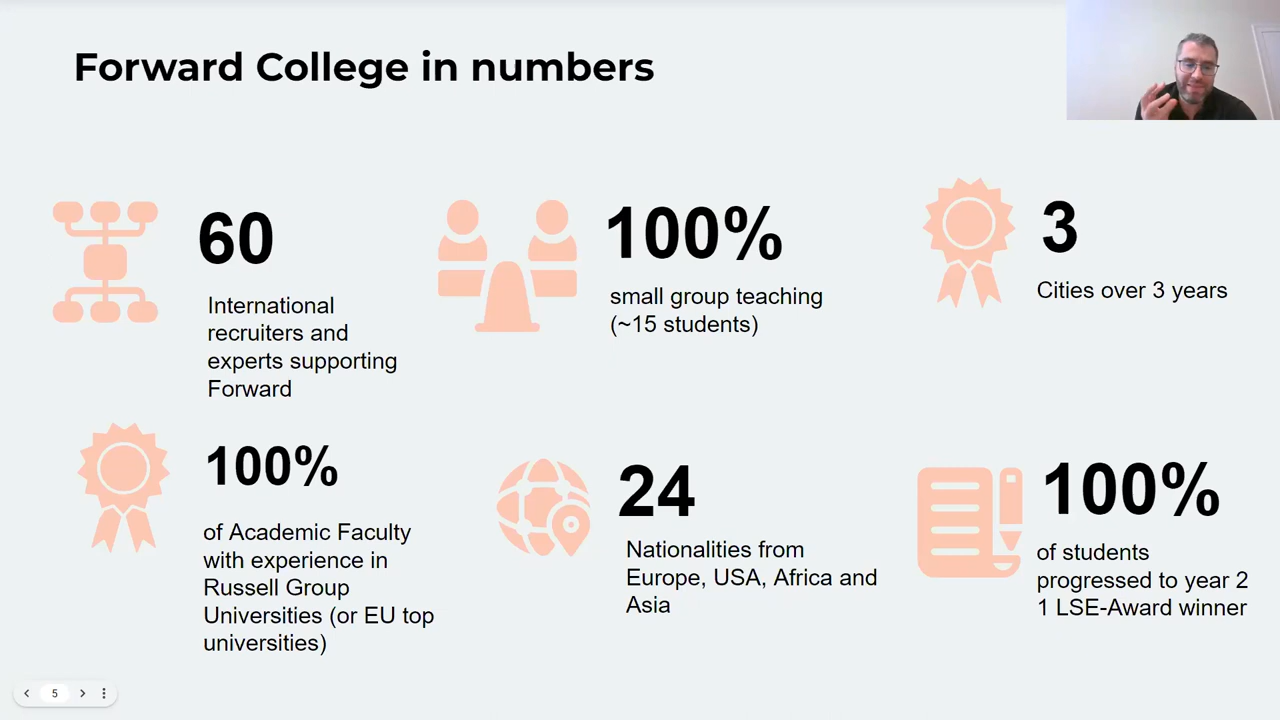 Forward College in numbers
60
International
recruiters and
experts supporting
Forward
100%
small group teaching
(~15 students)
3
Cities over 3 years
100%
of Academic Faculty
with experience in
Russell Group
Universities (or EU top
universities)
24
Nationalities from
Europe, USA, Africa and
Asia
100%
of students
progressed to year 2
1 LSE-Award winner
5